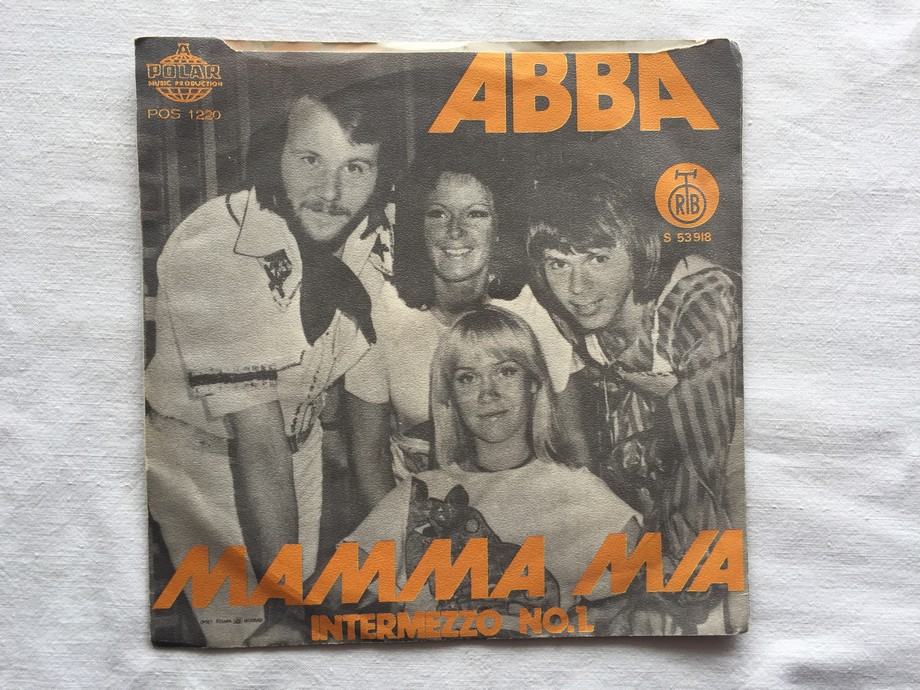 POLAR
MUSIC PRODUCTION
POS 1220
ABBA
RTB
S 53918
MAMMA MIA
INTERMEZZO NO.1